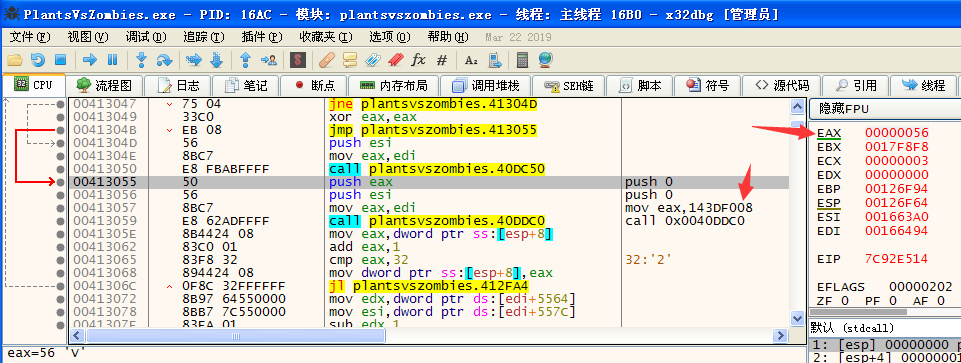 PlantsVsZombies.exe - PID: 16AC - 模块: plantsvszombies.exe - 线程: 主线程 16B0 - x32dbg [管理员]
文件(F) 视图(V) 调试(D) 追踪(T) 插件(P) 收藏夹(I) 选项(O) 帮助(H) Mar 22 2019
CPU 流程图 日志 笔记 断点 内存布局 调用堆栈 SEH链 脚本 符号 源代码 引用 线程
00413047 75 04 jne plantsvszombies.41304D
00413049 33C0 xor eax,eax
0041304B EB 08 jmp plantsvszombies.413055
0041304D 56 push esi
0041304E 8BC7 mov eax,edi
00413050 E8 FBABFFFF call plantsvszombies.40DC50
00413055 50 push eax push 0
00413056 56 push esi push 0
00413057 8BC7 mov eax,edi mov eax,143DF008
00413059 E8 62ADFFFF call plantsvszombies.40DDC0 call 0x0040DDC0
0041305E 8B4424 08 mov eax,dword ptr ss:[esp+8]
00413062 83C0 01 add eax,1
00413065 83F8 32 cmp eax,32 32:'2'
00413068 894424 08 mov dword ptr ss:[esp+8],eax
0041306C 0F8C 32FFFFFF jl plantsvszombies.412FA4
00413072 8B97 64550000 mov edx,dword ptr ds:[edi+5564]
00413078 8BB7 7C550000 mov esi,dword ptr ds:[edi+557C]
0041307E 83EA 01 sub edx,1
隐藏FPU
EAX 00000056
EBX 0017F8F8
ECX 00000003
EDX 00000000
EBP 00126F94
ESP 00126F64
ESI 001663A0
EDI 00166494
EIP 7C92E514
EFLAGS 00000202
ZF 0 PF 0 AF 0
默认 (stdcall)
1: [esp] 00000000
2: [esp+4] 00000000
eax=56 'V'